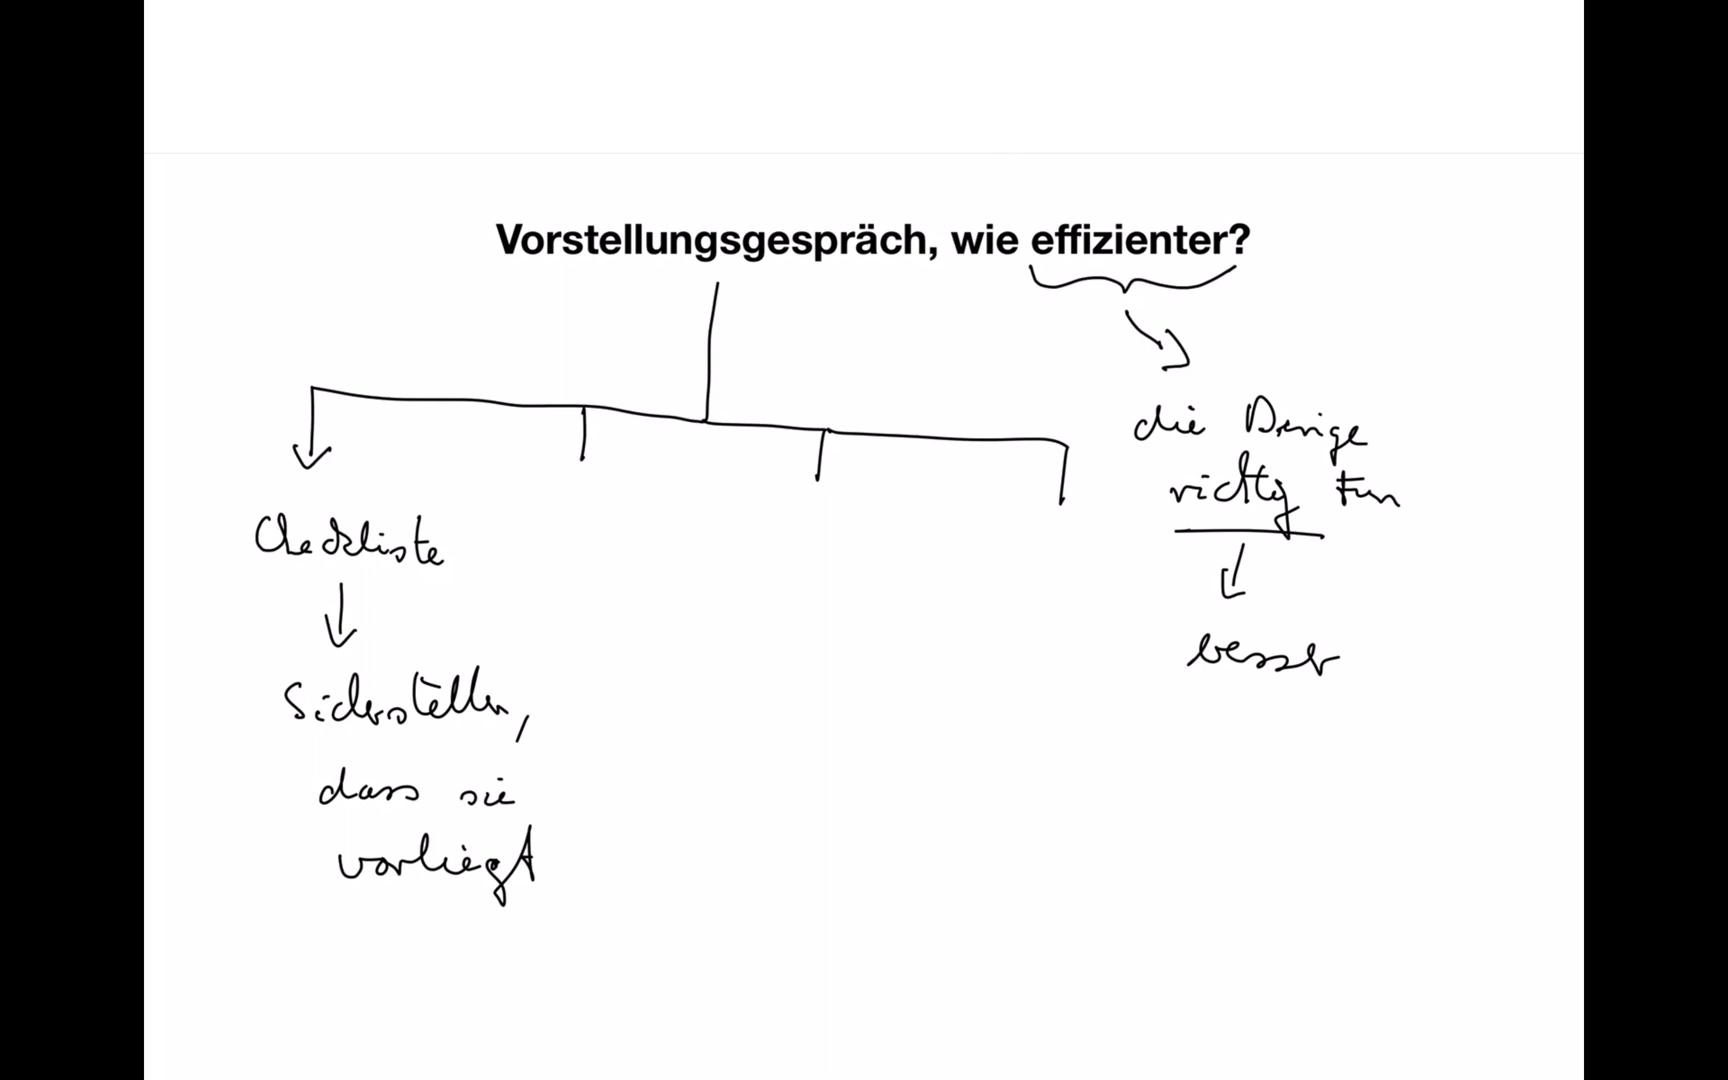 Vorstellungsgespräch, wie effizienter?
die Dinge
richtig tun
besser
Checkliste
Sicherstellen,
dass sie
vorliegt